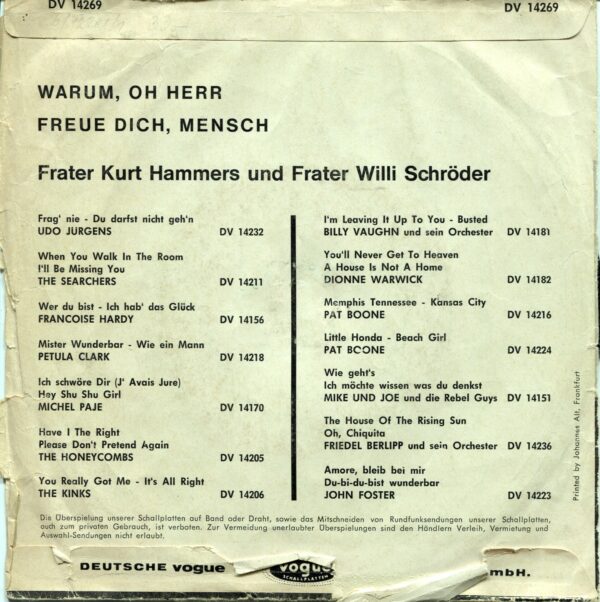 DV 14269
DV 14269
WARUM, OH HERR
FREUE DICH, MENSCH
Frater Kurt Hammers und Frater Willi Schröder
Frag' nie - Du darfst nicht geh'n
UDO JURGENS DV 14232
When You Walk In The Room
I'll Be Missing You
THE SEARCHERS DV 14211
Wer du bist - Ich hab' das Glück
FRANCOISE HARDY DV 14156
Mister Wunderbar - Wie ein Mann
PETULA CLARK DV 14218
Ich schwöre Dir (J' Avais Jure)
Hey Shu Shu Girl
MICHEL PAJE DV 14170
Have I The Right
Please Don't Pretend Again
THE HONEYCOMBS DV 14205
You Really Got Me - It's All Right
THE KINKS DV 14206
I'm Leaving It Up To You - Busted
BILLY VAUGHN und sein Orchester DV 14181
You'll Never Get To Heaven
A House Is Not A Home
DIONNE WARWICK DV 14182
Memphis Tennessee - Kansas City
PAT BOONE DV 14216
Little Honda - Beach Girl
PAT BOONE DV 14224
Wie geht's
Ich möchte wissen was du denkst
MIKE UND JOE und die Rebel Guys DV 14151
The House Of The Rising Sun
Oh, Chiquita
FRIEDEL BERLIPP und sein Orchester DV 14236
Amore, bleib bei mir
Du-bi-du-bist wunderbar
JOHN FOSTER DV 14223
Printed by Johannes Alt, Frankfurt
Die Überspielung unserer Schallplatten auf Band oder Draht, sowie das Mitschneiden von Rundfunksendungen unserer Schallplatten,
auch zum privaten Gebrauch, ist verboten. Zur Vermeidung unerlaubter Überspielungen sind den Händlern Verleih, Vermietung und
Auswahl-Sendungen nicht erlaubt.
DEUTSCHE vogue vogue mbH.
SCHALLPLATTEN